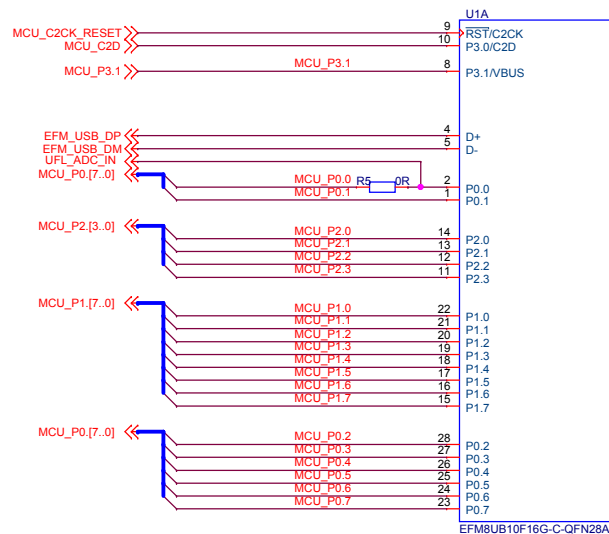 U1A
MCU_C2CK_RESET 9 RST/C2CK
MCU_C2D 10 P3.0/C2D
MCU_P3.1 MCU_P3.1 8 P3.1/VBUS
EFM_USB_DP 4 D+
EFM_USB_DM 5 D-
UFL_ADC_IN
MCU_P0.[7..0] MCU_P0.0 R5 0R 2 P0.0
MCU_P0.1 1 P0.1
MCU_P2.[3..0] MCU_P2.0 14 P2.0
MCU_P2.1 13 P2.1
MCU_P2.2 12 P2.2
MCU_P2.3 11 P2.3
MCU_P1.[7..0] MCU_P1.0 22 P1.0
MCU_P1.1 21 P1.1
MCU_P1.2 20 P1.2
MCU_P1.3 19 P1.3
MCU_P1.4 18 P1.4
MCU_P1.5 17 P1.5
MCU_P1.6 16 P1.6
MCU_P1.7 15 P1.7
MCU_P0.[7..0] MCU_P0.2 28 P0.2
MCU_P0.3 27 P0.3
MCU_P0.4 26 P0.4
MCU_P0.5 25 P0.5
MCU_P0.6 24 P0.6
MCU_P0.7 23 P0.7
EFM8UB10F16G-C-QFN28A